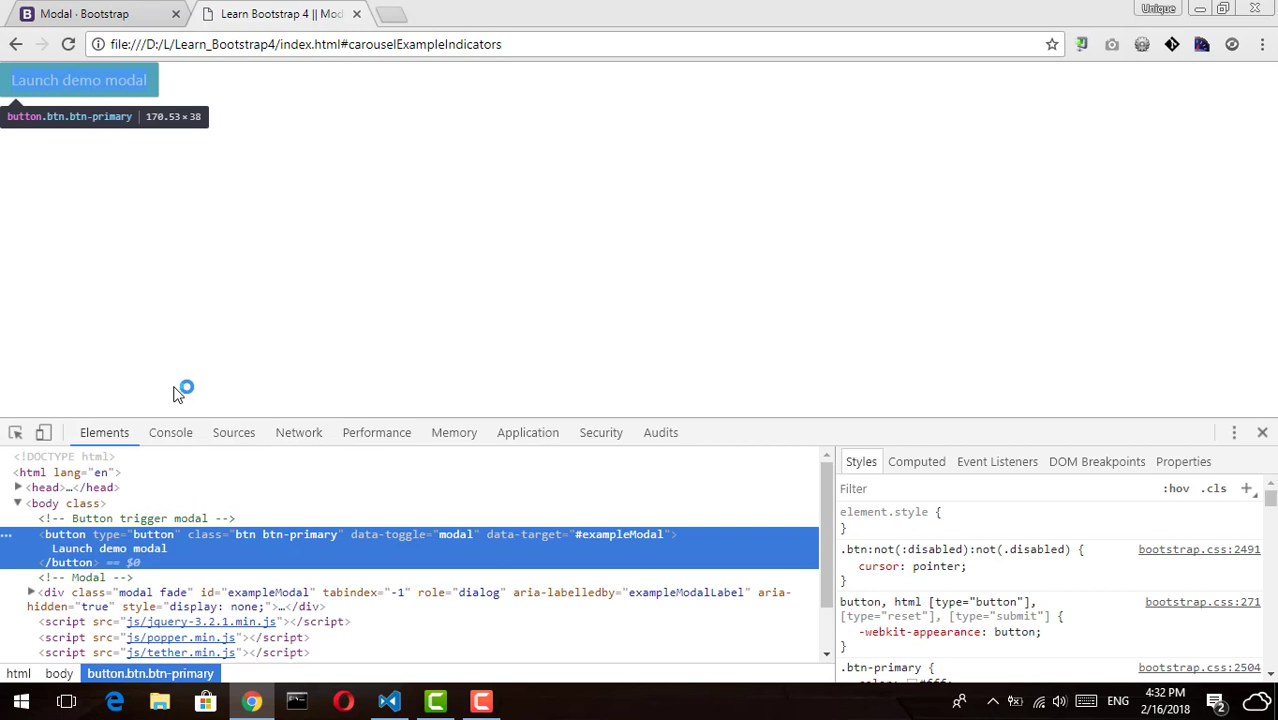 Modal · Bootstrap
Learn Bootstrap 4 || Mod
Unique
file:///D:/L/Learn_Bootstrap4/index.html#carouselExampleIndicators
Launch demo modal
button.btn.btn-primary 170.53 × 38
Elements Console Sources Network Performance Memory Application Security Audits
<!DOCTYPE html>
<html lang="en">
<head>…</head>
<body class>
<!-- Button trigger modal -->
<button type="button" class="btn btn-primary" data-toggle="modal" data-target="#exampleModal">
Launch demo modal
</button> == $0
<!-- Modal -->
<div class="modal fade" id="exampleModal" tabindex="-1" role="dialog" aria-labelledby="exampleModalLabel" aria-
hidden="true" style="display: none;">…</div>
<script src="js/jquery-3.2.1.min.js"></script>
<script src="js/popper.min.js"></script>
<script src="js/tether.min.js"></script>
html body button.btn.btn-primary
Styles Computed Event Listeners DOM Breakpoints Properties
Filter :hov .cls +
element.style {
}
.btn:not(:disabled):not(.disabled) { bootstrap.css:2491
cursor: pointer;
}
button, html [type="button"], bootstrap.css:271
[type="reset"], [type="submit"] {
-webkit-appearance: button;
}
.btn-primary { bootstrap.css:2504
ENG
4:32 PM
2/16/2018
2